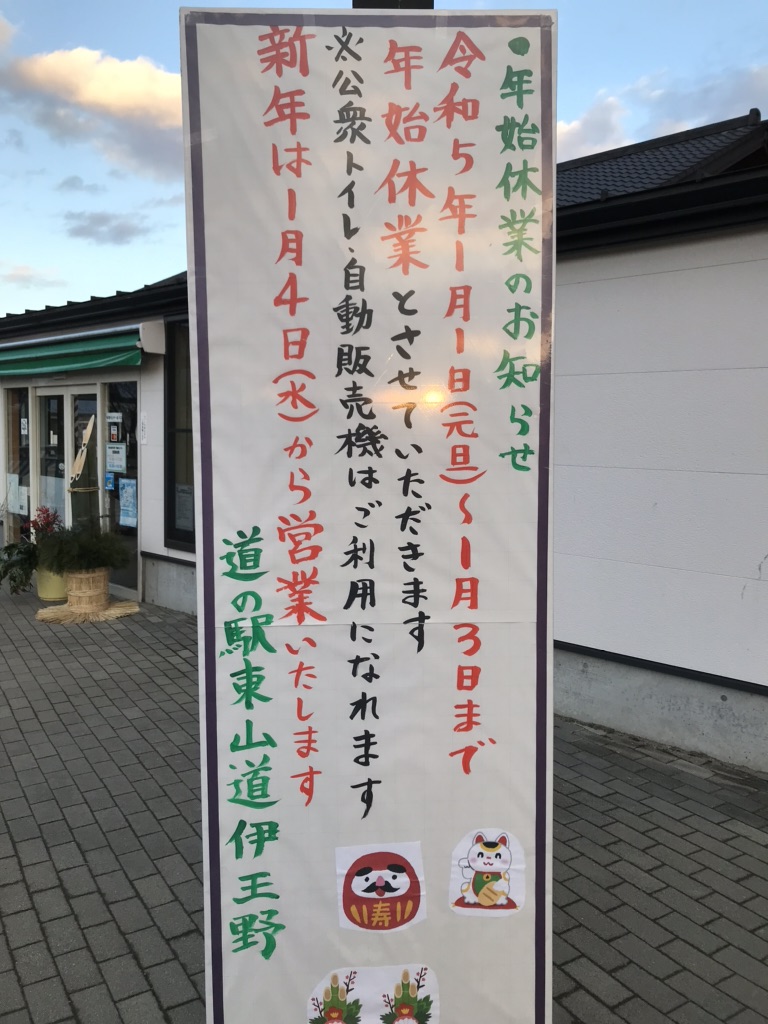 ●年始休業のお知らせ
令和5年1月1日(元旦)～1月3日まで
年始休業とさせていただきます
※公衆トイレ、自動販売機はご利用になれます
新年は1月4日(水)から営業いたします
道の駅東山道伊王野
寿